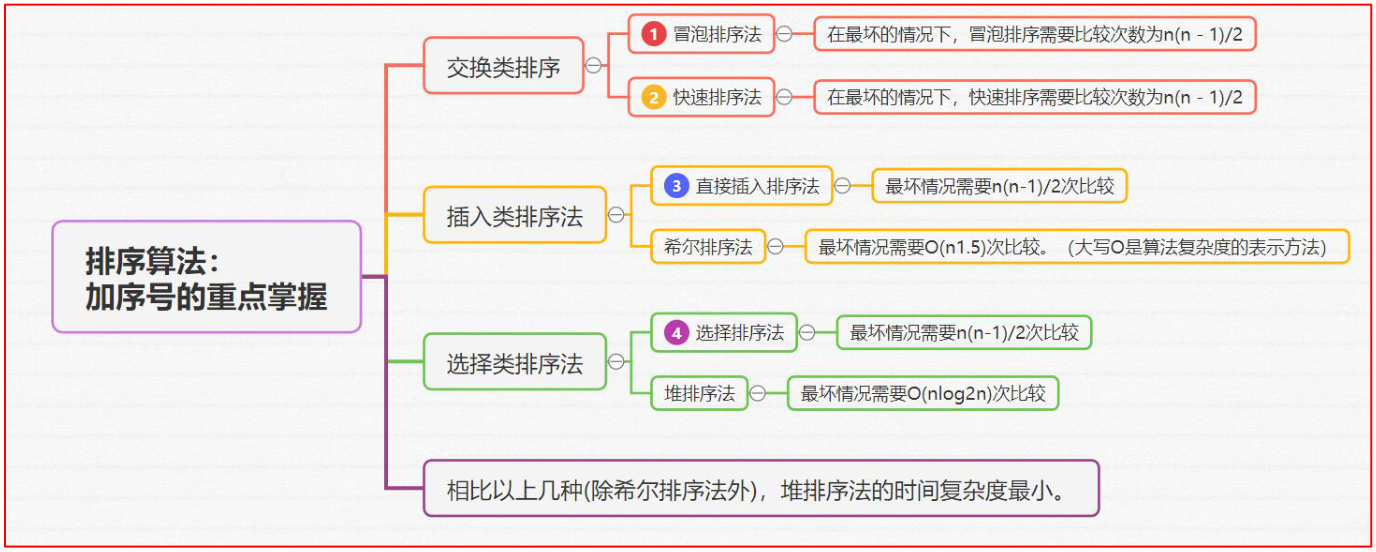 交换类排序
1 冒泡排序法
在最坏的情况下，冒泡排序需要比较次数为n(n - 1)/2
2 快速排序法
在最坏的情况下，快速排序需要比较次数为n(n - 1)/2
插入类排序法
3 直接插入排序法
最坏情况需要n(n-1)/2次比较
希尔排序法
最坏情况需要O(n1.5)次比较。（大写O是算法复杂度的表示方法）
排序算法：
加序号的重点掌握
选择类排序法
4 选择排序法
最坏情况需要n(n-1)/2次比较
堆排序法
最坏情况需要O(nlog2n)次比较
相比以上几种(除希尔排序法外)，堆排序法的时间复杂度最小。